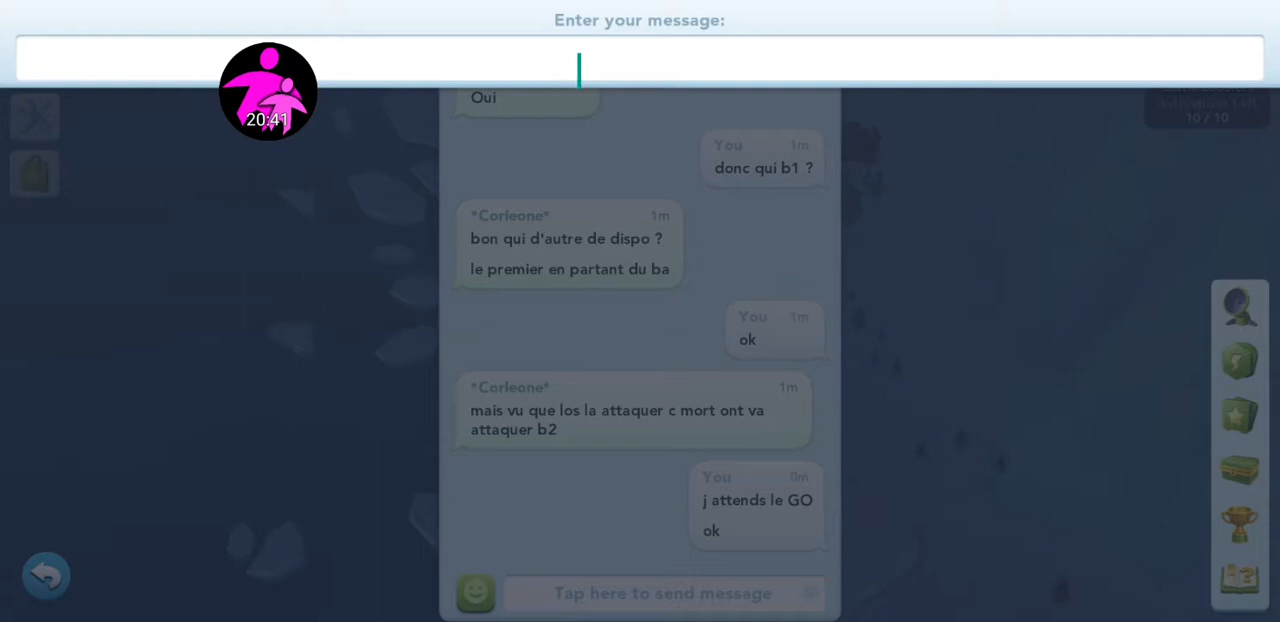 Enter your message:
20:41
10 / 10
Oui
You 1m
donc qui b1 ?
*Corleone* 1m
bon qui d'autre de dispo ?
le premier en partant du ba
You 1m
ok
*Corleone* 1m
mais vu que los la attaquer c mort ont va
attaquer b2
You 0m
j attends le GO
ok
Tap here to send message